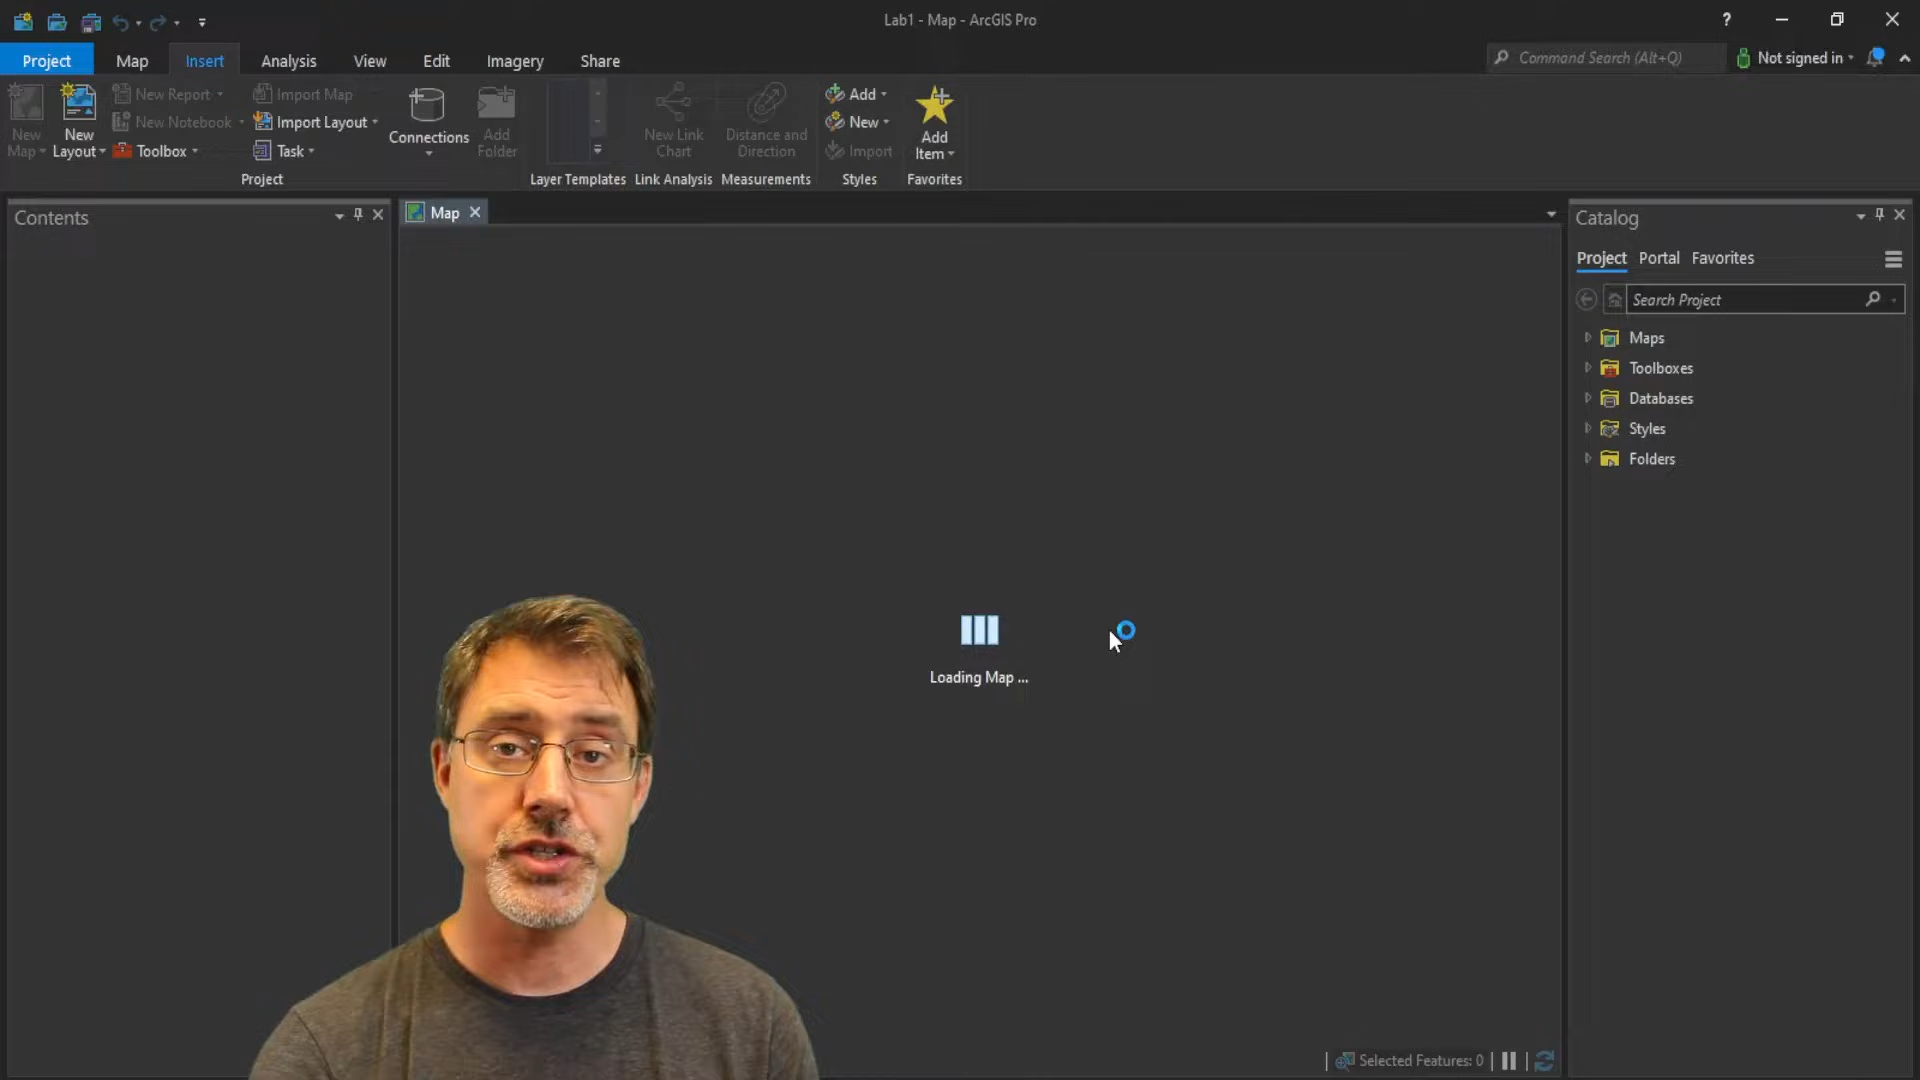 Lab1 - Map - ArcGIS Pro
?
Project
Map
Insert
Analysis
View
Edit
Imagery
Share
Command Search (Alt+Q)
Not signed in
New Map
New Layout
New Report
New Notebook
Toolbox
Import Map
Import Layout
Task
Project
Connections
Add Folder
Layer Templates
New Link Chart
Link Analysis
Distance and Direction
Measurements
Add
New
Import
Styles
Add Item
Favorites
Contents
Map
Catalog
Project
Portal
Favorites
Search Project
Maps
Toolboxes
Databases
Styles
Folders
Loading Map ...
Selected Features: 0